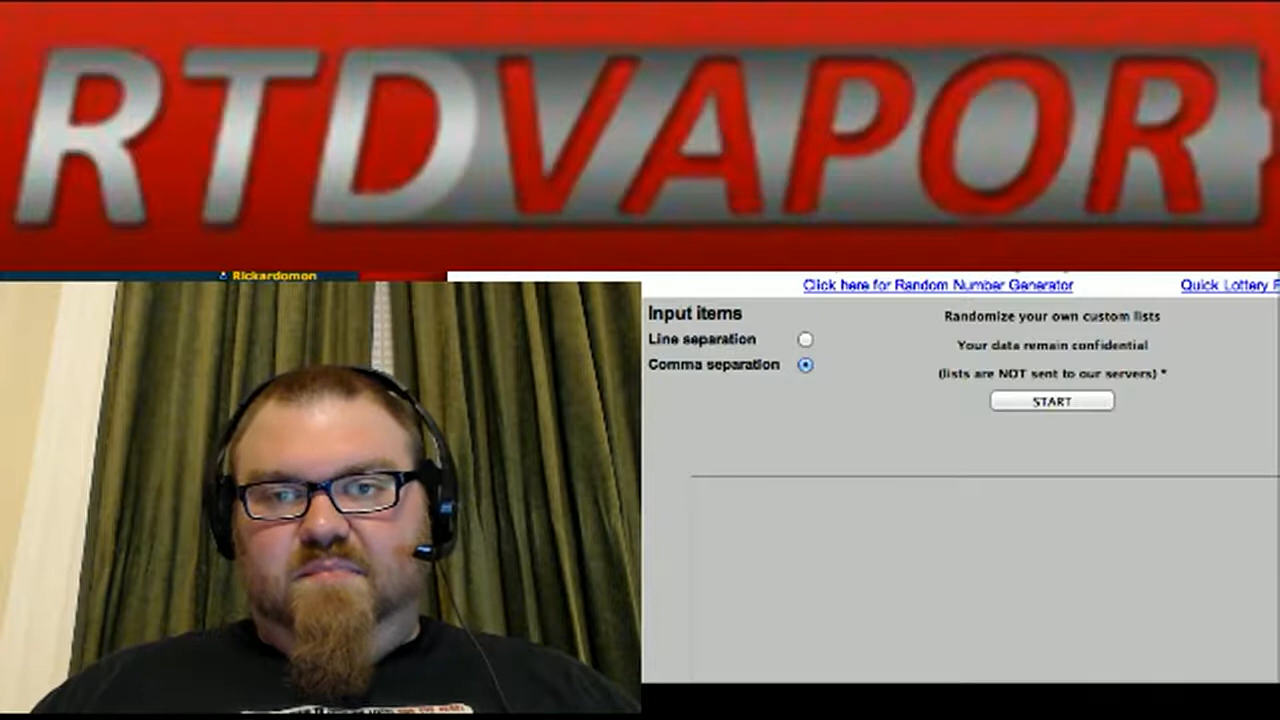 RTDVAPOR
Rickardomon
Click here for Random Number Generator
Quick Lottery
Input items
Randomize your own custom lists
Line separation
Your data remain confidential
Comma separation
(lists are NOT sent to our servers) *
START